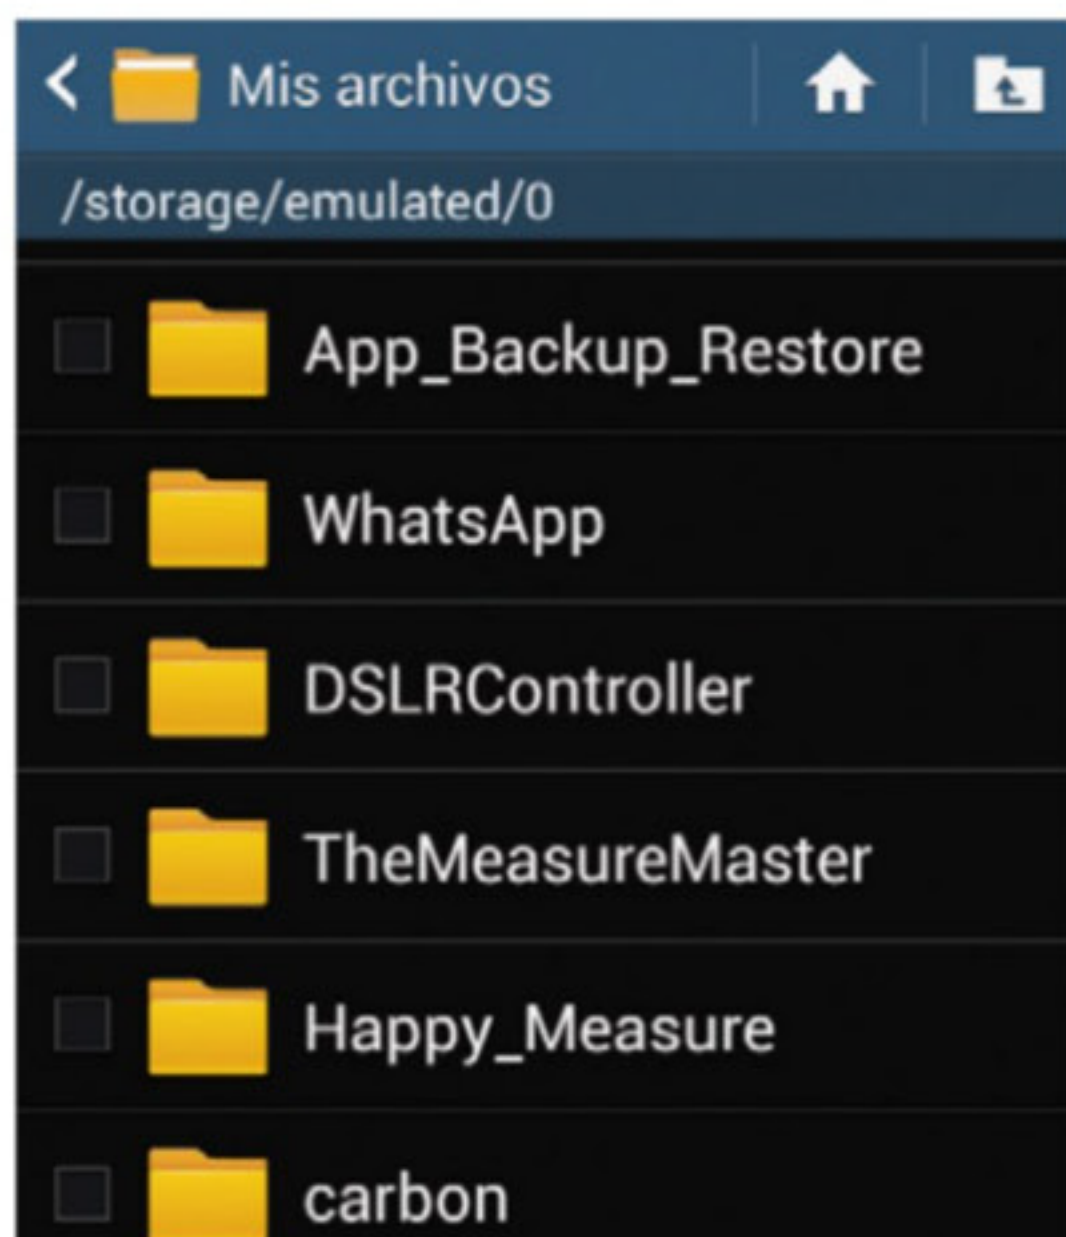 Mis archivos
/storage/emulated/0
App_Backup_Restore
WhatsApp
DSLRController
TheMeasureMaster
Happy_Measure
carbon